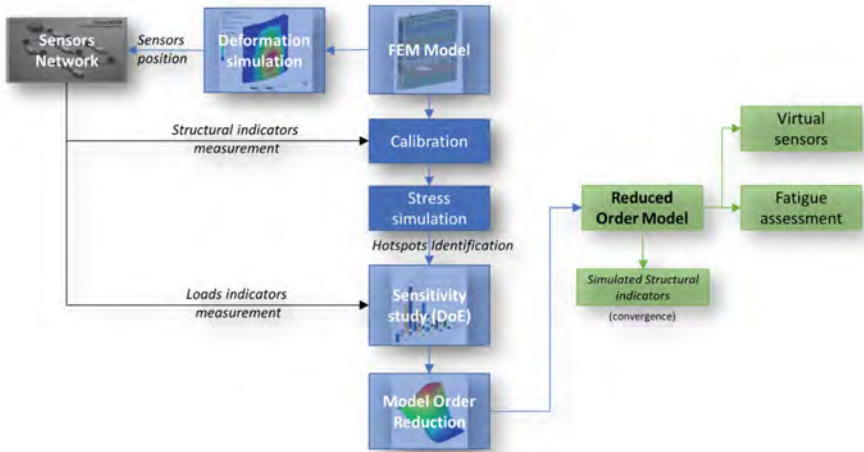 Sensors
Network
Sensors
position
Deformation
simulation
FEM Model
Structural indicators
measurement
Calibration
Stress
simulation
Hotspots Identification
Loads indicators
measurement
Sensitivity
study (DoE)
Model Order
Reduction
Reduced
Order Model
Virtual
sensors
Fatigue
assessment
Simulated Structural
indicators
(convergence)